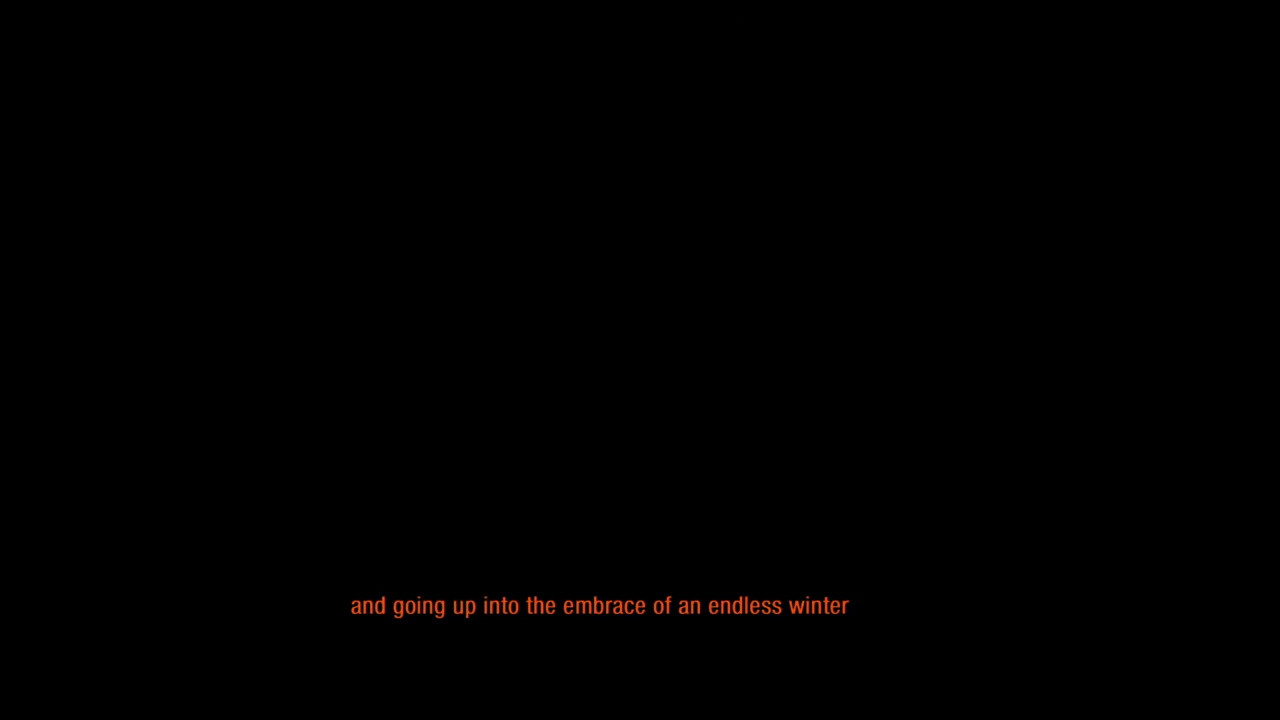 and going up into the embrace of an endless winter